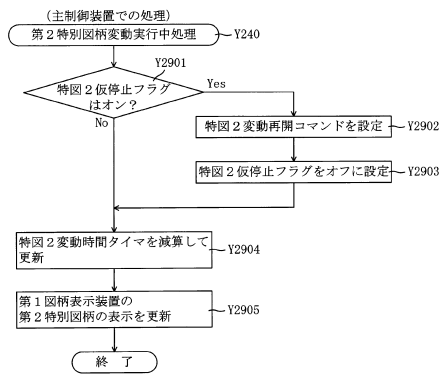 (主制御装置での処理)
第2特別図柄変動実行中処理 Y240
Y2901
特図2仮停止フラグ
はオン?
Yes
No
特図2変動再開コマンドを設定 Y2902
特図2仮停止フラグをオフに設定 Y2903
特図2変動時間タイマを減算して
更新
Y2904
第1図柄表示装置の
第2特別図柄の表示を更新
Y2905
終 了